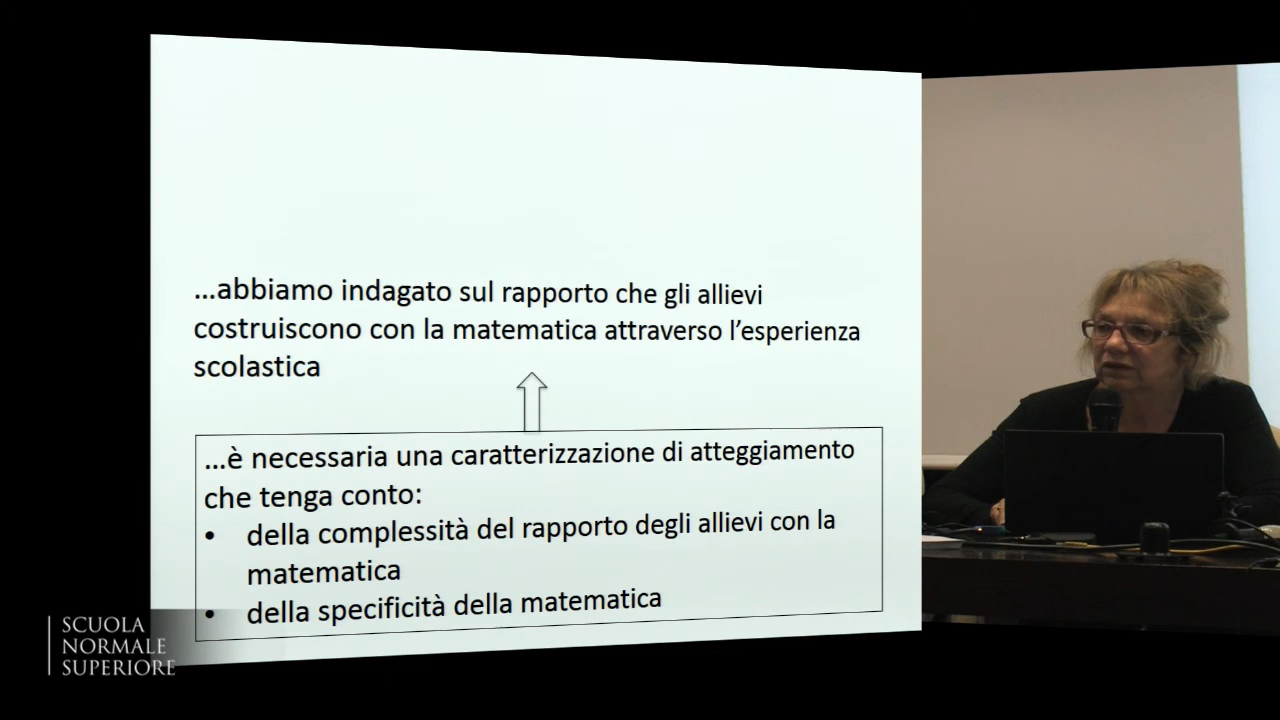 ...abbiamo indagato sul rapporto che gli allievi
costruiscono con la matematica attraverso l'esperienza
scolastica
...è necessaria una caratterizzazione di atteggiamento
che tenga conto:
• della complessità del rapporto degli allievi con la
matematica
• della specificità della matematica
SCUOLA
NORMALE
SUPERIORE